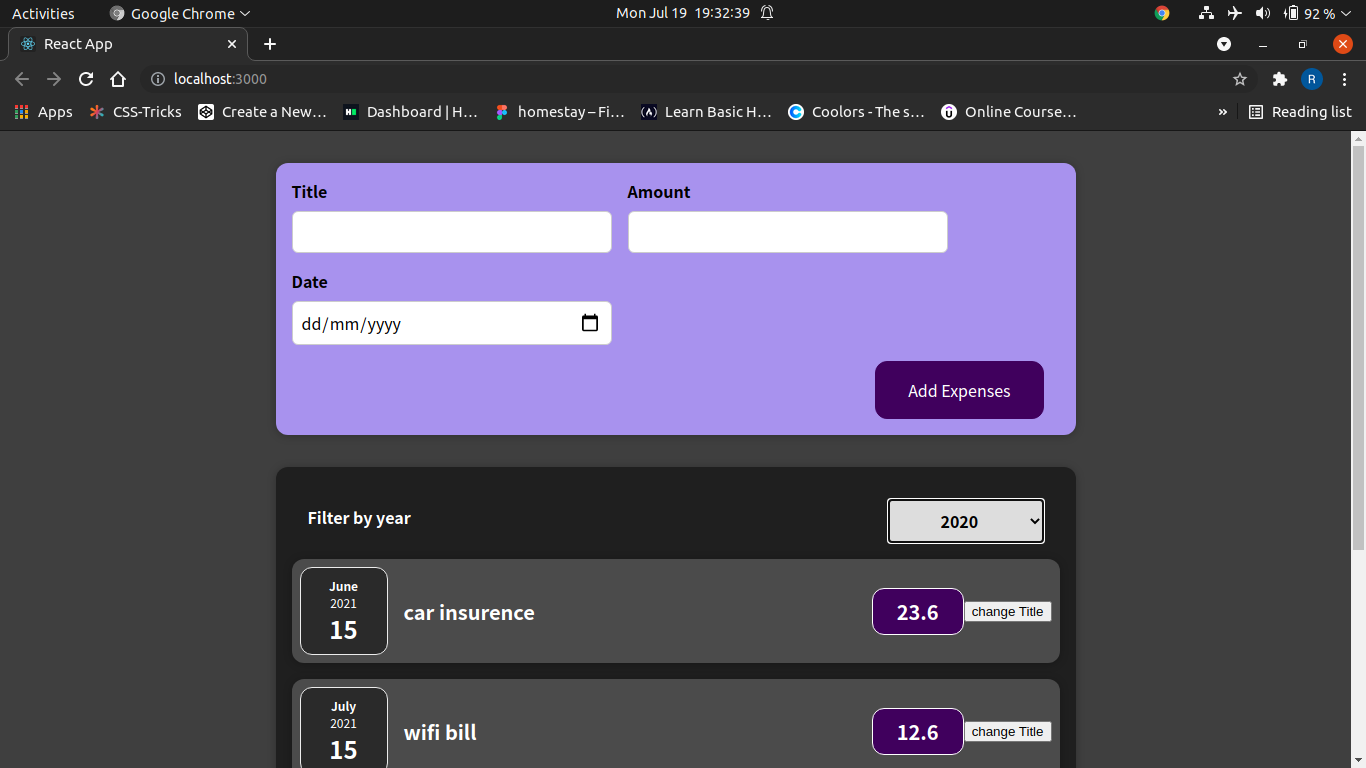 Activities Google Chrome Mon Jul 19 19:32:39 92 %
React App
localhost:3000 R
Apps CSS-Tricks Create a New... Dashboard | H... homestay – Fi... Learn Basic H... Coolors - The s... Online Course... » Reading list
Title Amount
Date
dd/mm/yyyy
Add Expenses
Filter by year 2020
June
2021
15
car insurence 23.6 change Title
July
2021
15
wifi bill 12.6 change Title